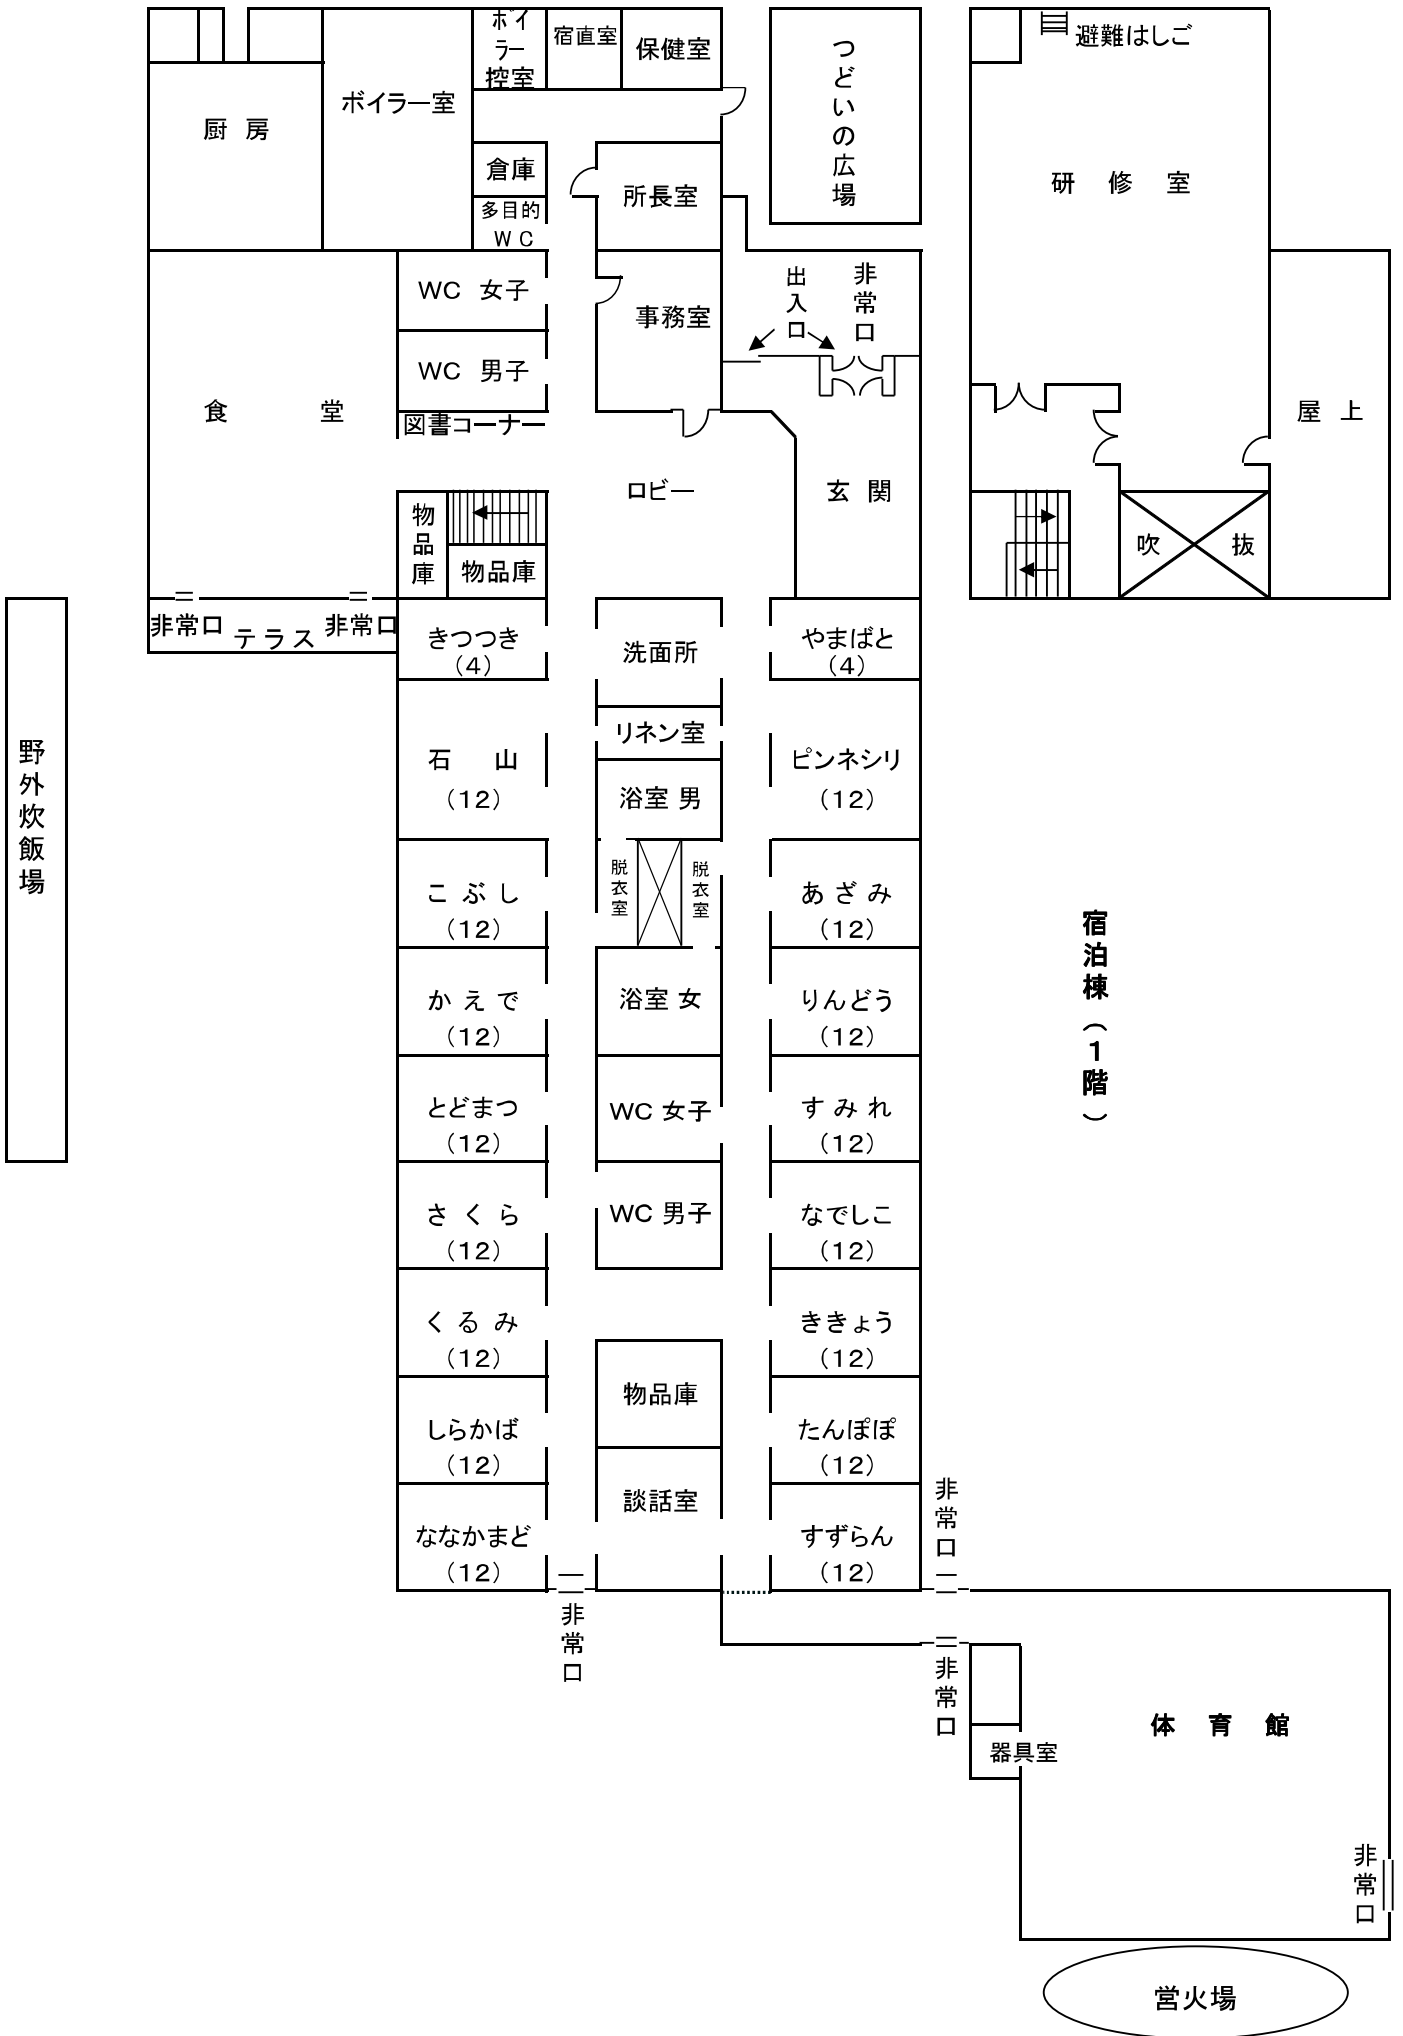 ボイラー控室
宿直室
保健室
つどいの広場
避難はしご
厨 房
ボイラー室
倉庫
多目的
ＷＣ
所長室
研 修 室
WC 女子
事務室
出入口
非常口
WC 男子
食 堂
図書コーナー
ロビー
玄 関
屋 上
物品庫
物品庫
吹 抜
非常口
テラス
非常口
きつつき
（4）
洗面所
やまばと
（4）
野外炊飯場
石 山
（12）
リネン室
浴室 男
ピンネシリ
（12）
こぶし
（12）
脱衣室
脱衣室
あざみ
（12）
宿泊棟（１階）
かえで
（12）
浴室 女
りんどう
（12）
とどまつ
（12）
WC 女子
すみれ
（12）
さくら
（12）
WC 男子
なでしこ
（12）
くるみ
（12）
ききょう
（12）
しらかば
（12）
物品庫
たんぽぽ
（12）
ななかまど
（12）
談話室
すずらん
（12）
非常口
非常口
非常口
体 育 館
器具室
非常口
営火場